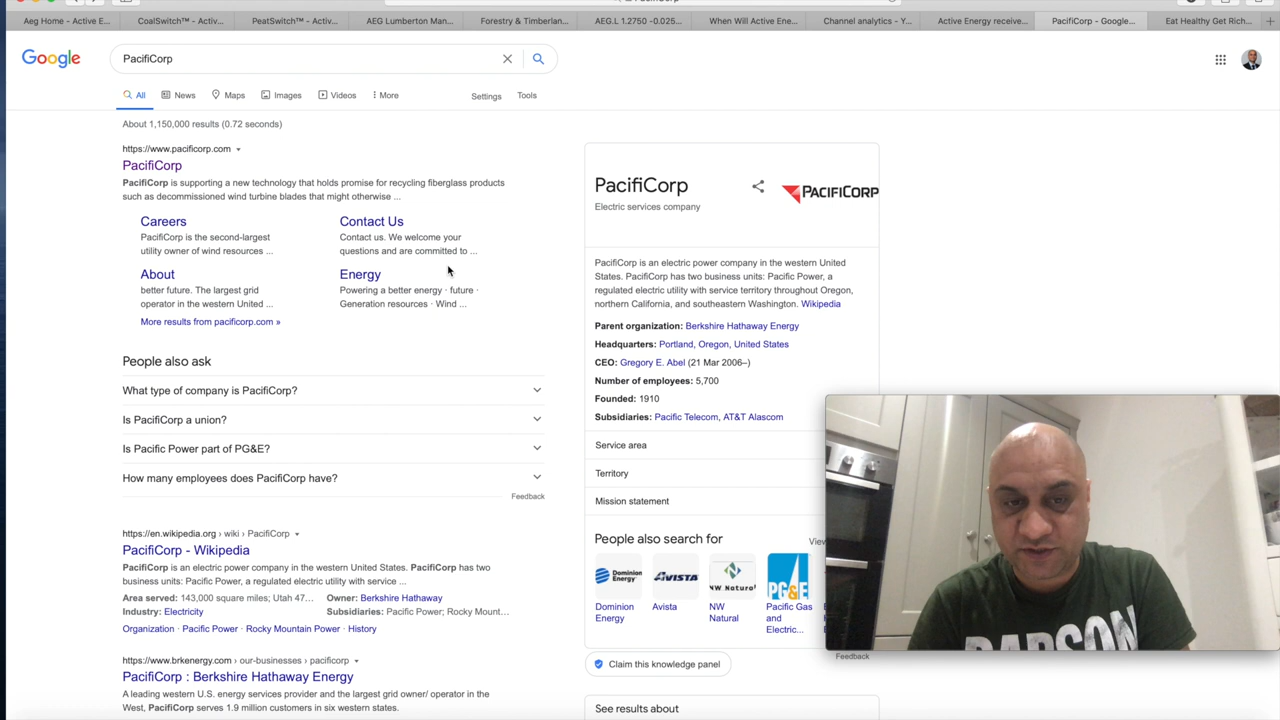 Aeg Home - Active E...
CoalSwitch™ - Activ...
PeatSwitch™ - Activ...
AEG Lumberton Man...
Forestry & Timberlan...
AEG.L 1.2750 -0.025...
When Will Active Ene...
Channel analytics - Y...
Active Energy receive...
PacifiCorp - Google...
Eat Healthy Get Rich...
Google
PacifiCorp
All
News
Maps
Images
Videos
More
Settings
Tools
About 1,150,000 results (0.72 seconds)
https://www.pacificorp.com
PacifiCorp
PacifiCorp is supporting a new technology that holds promise for recycling fiberglass products
such as decommissioned wind turbine blades that might otherwise ...
Careers
PacifiCorp is the second-largest
utility owner of wind resources ...
Contact Us
Contact us. We welcome your
questions and are committed to ...
About
better future. The largest grid
operator in the western United ...
Energy
Powering a better energy · future ·
Generation resources · Wind ...
More results from pacificorp.com »
People also ask
What type of company is PacifiCorp?
Is PacifiCorp a union?
Is Pacific Power part of PG&E?
How many employees does PacifiCorp have?
Feedback
https://en.wikipedia.org › wiki › PacifiCorp
PacifiCorp - Wikipedia
PacifiCorp is an electric power company in the western United States. PacifiCorp has two
business units: Pacific Power, a regulated electric utility with service ...
Area served: 143,000 square miles; Utah 47... Owner: Berkshire Hathaway
Industry: Electricity Subsidiaries: Pacific Power; Rocky Mount...
Organization · Pacific Power · Rocky Mountain Power · History
https://www.brkenergy.com › our-businesses › pacificorp
PacifiCorp : Berkshire Hathaway Energy
A leading western U.S. energy services provider and the largest grid owner/ operator in the
West, PacifiCorp serves 1.9 million customers in six western states.
PacifiCorp
Electric services company
PACIFICORP
PacifiCorp is an electric power company in the western United
States. PacifiCorp has two business units: Pacific Power, a
regulated electric utility with service territory throughout Oregon,
northern California, and southeastern Washington. Wikipedia
Parent organization: Berkshire Hathaway Energy
Headquarters: Portland, Oregon, United States
CEO: Gregory E. Abel (21 Mar 2006–)
Number of employees: 5,700
Founded: 1910
Subsidiaries: Pacific Telecom, AT&T Alascom
Service area
Territory
Mission statement
People also search for
View
Dominion Energy
AVISTA
NW Natural
PG&E
Dominion
Energy
Avista
NW
Natural
Pacific Gas
and
Electric...
Feedback
Claim this knowledge panel
See results about